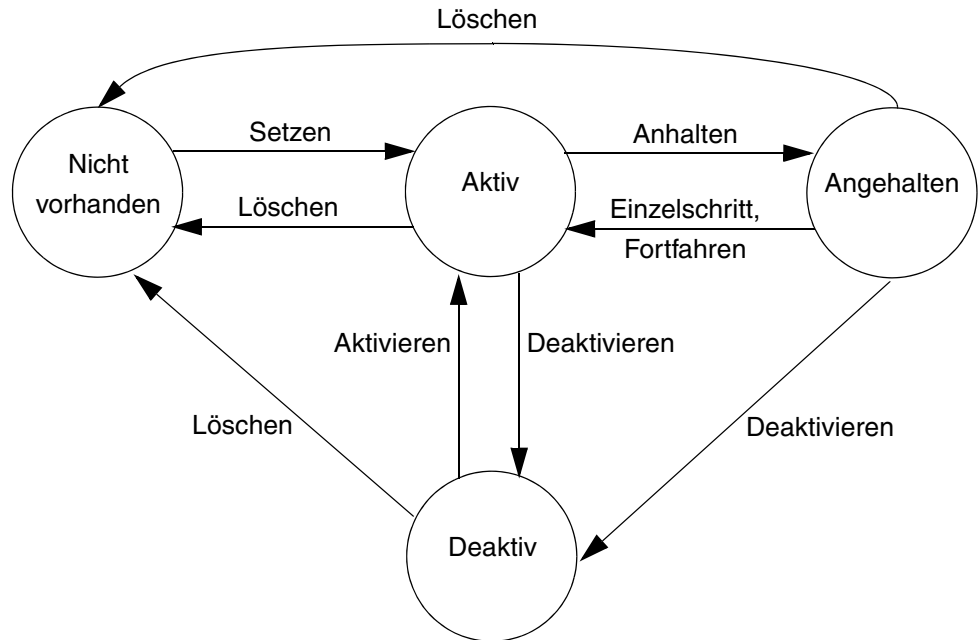 Löschen
Setzen
Anhalten
Nicht
vorhanden
Aktiv
Angehalten
Löschen
Einzelschritt,
Fortfahren
Aktivieren
Deaktivieren
Löschen
Deaktivieren
Deaktiv